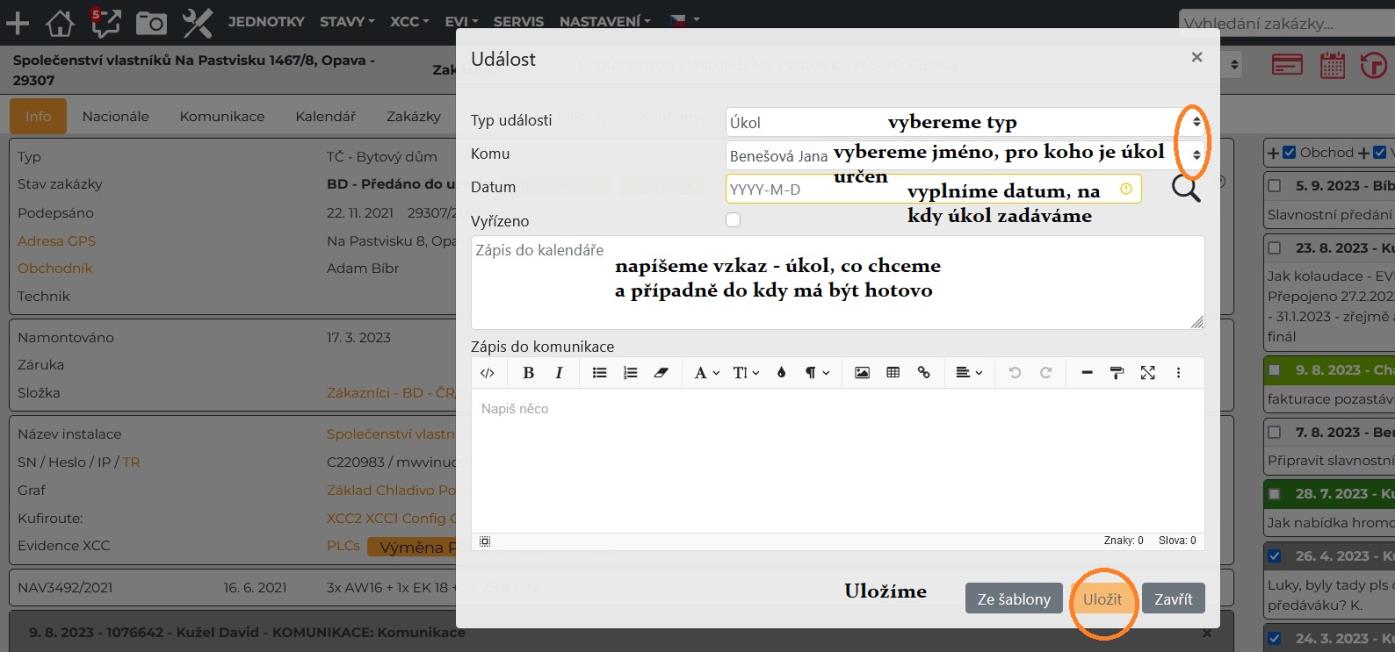 5
JEDNOTKY STAVY XCC EVI SERVIS NASTAVENÍ
Vyhledání zakázky...
Společenství vlastníků Na Pastvisku 1467/8, Opava -
29307
Info Nacionále Komunikace Kalendář Zakázky
Typ TČ - Bytový dům
Stav zakázky BD - Předáno do u
Podepsáno 22. 11. 2021 29307/2
Adresa GPS Na Pastvisku 8, Opa
Obchodník Adam Bíbr
Technik
Namontováno 17. 3. 2023
Záruka
Složka Zákazníci - BD - ČR/
Název instalace Společenství vlastn
SN / Heslo / IP / TR C220983 / mwvinuc
Graf Základ Chladivo Po
Kufiroute: XCC2 XCC1 Config
Evidence XCC PLCs Výměna
NAV3492/2021 16. 6. 2021 3x AW16 + 1x EK 18 +
9. 8. 2023 - 1076642 - Kužel David - KOMUNIKACE: Komunikace
Událost ×
Typ události Úkol vybereme typ
Komu Benešová Jana vybereme jméno, pro koho je úkol
určen
Datum YYYY-M-D vyplníme datum, na
kdy úkol zadáváme
Vyřízeno
Zápis do kalendáře
napíšeme vzkaz - úkol, co chceme
a případně do kdy má být hotovo
Zápis do komunikace
Napiš něco
Znaky: 0 Slova: 0
Uložíme Ze šablony Uložit Zavřít
Obchod
5. 9. 2023 - Bíb
Slavnostní předání
23. 8. 2023 - Ku
Jak kolaudace - EVI
Přepojeno 27.2.202
- 31.1.2023 - zřejmě a
finál
9. 8. 2023 - Cha
fakturace pozastáv
7. 8. 2023 - Ber
Připravit slavnostní
28. 7. 2023 - Ku
Jak nabídka hromo
26. 4. 2023 - Ku
Luky, byly tady pls c
předáváku? K.
24. 3. 2023 - Ku